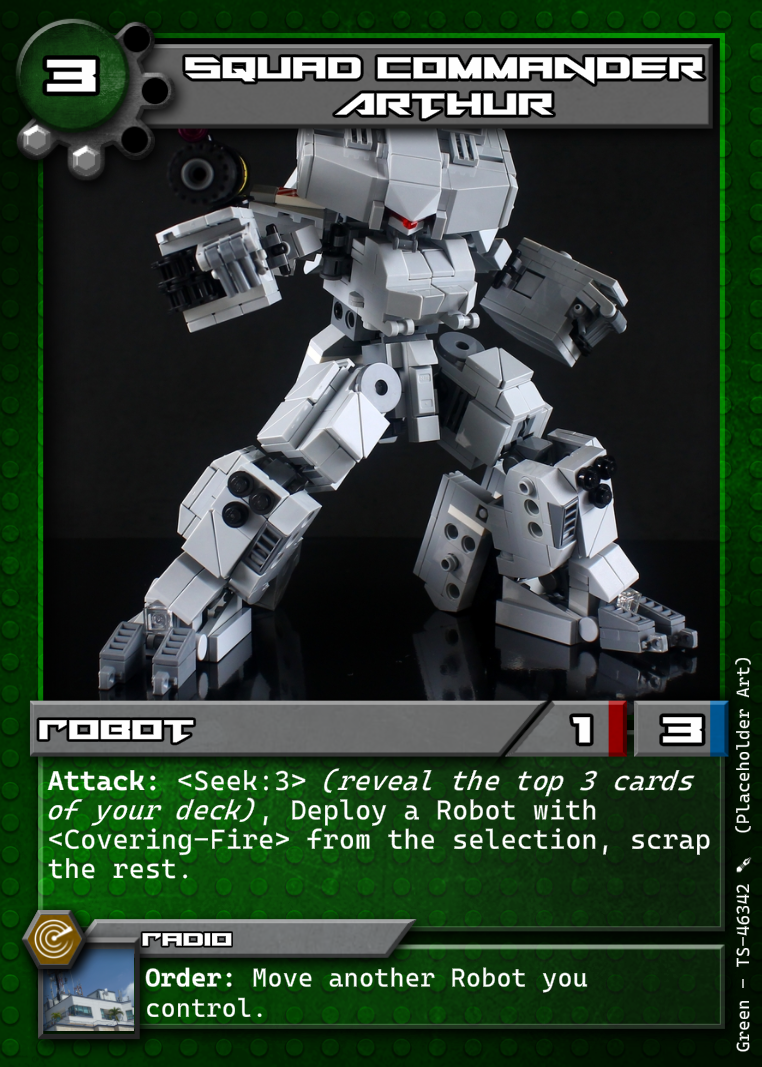 3
SQUAD COMMANDER
ARTHUR
ROBOT
1
3
Attack: <Seek:3> (reveal the top 3 cards
of your deck), Deploy a Robot with
<Covering-Fire> from the selection, scrap
the rest.
RADIO
Order: Move another Robot you
control.
Green - TS-46342 ✒ (Placeholder Art)